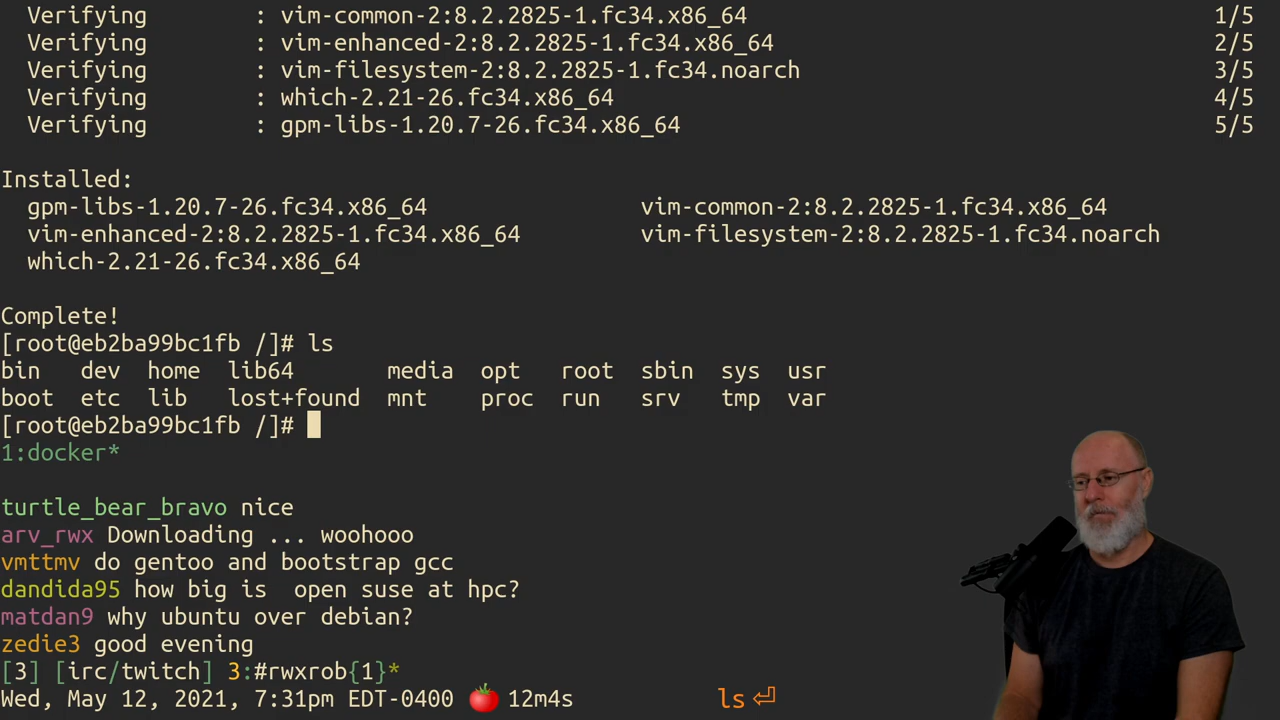 Verifying : vim-common-2:8.2.2825-1.fc34.x86_64 1/5
Verifying : vim-enhanced-2:8.2.2825-1.fc34.x86_64 2/5
Verifying : vim-filesystem-2:8.2.2825-1.fc34.noarch 3/5
Verifying : which-2.21-26.fc34.x86_64 4/5
Verifying : gpm-libs-1.20.7-26.fc34.x86_64 5/5
Installed:
gpm-libs-1.20.7-26.fc34.x86_64 vim-common-2:8.2.2825-1.fc34.x86_64
vim-enhanced-2:8.2.2825-1.fc34.x86_64 vim-filesystem-2:8.2.2825-1.fc34.noarch
which-2.21-26.fc34.x86_64
Complete!
[root@eb2ba99bc1fb /]# ls
bin dev home lib64 media opt root sbin sys usr
boot etc lib lost+found mnt proc run srv tmp var
[root@eb2ba99bc1fb /]#
1:docker*
turtle_bear_bravo nice
arv_rwx Downloading ... woohooo
vmttmv do gentoo and bootstrap gcc
dandida95 how big is open suse at hpc?
matdan9 why ubuntu over debian?
zedie3 good evening
[3] [irc/twitch] 3:#rwxrob{1}*
Wed, May 12, 2021, 7:31pm EDT-0400 🍅 12m4s ls⏎